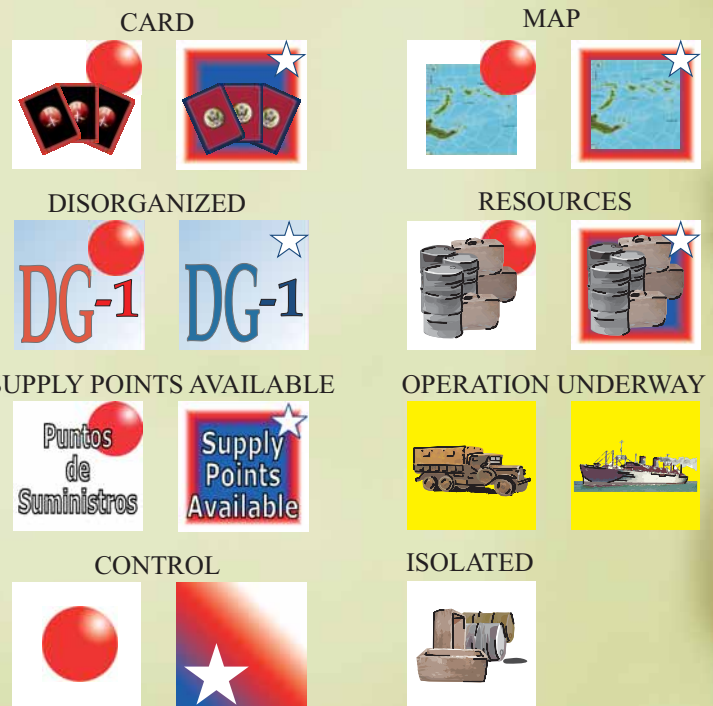 CARD
MAP
DISORGANIZED
RESOURCES
DG-1
DG-1
SUPPLY POINTS AVAILABLE
OPERATION UNDERWAY
Puntos
de
Suministros
Supply
Points
Available
CONTROL
ISOLATED